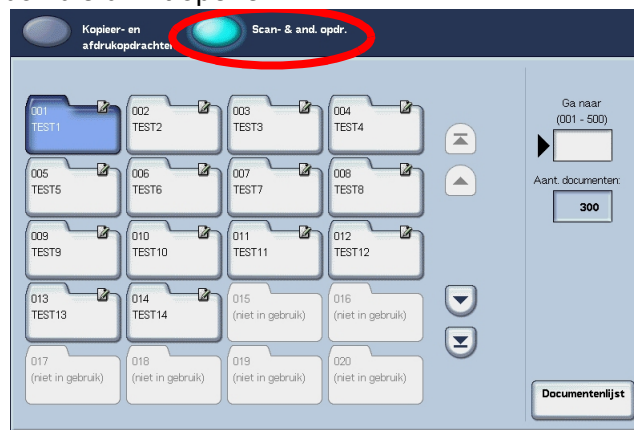 Kopieer- en
afdrukopdrachten
Scan- & and. opdr.
001
TEST1
002
TEST2
003
TEST3
004
TEST4
005
TEST5
006
TEST6
007
TEST7
008
TEST8
009
TEST9
010
TEST10
011
TEST11
012
TEST12
013
TEST13
014
TEST14
015
(niet in gebruik)
016
(niet in gebruik)
017
(niet in gebruik)
018
(niet in gebruik)
019
(niet in gebruik)
020
(niet in gebruik)
Ga naar
(001 - 500)
Aant. documenten:
300
Documentenlijst